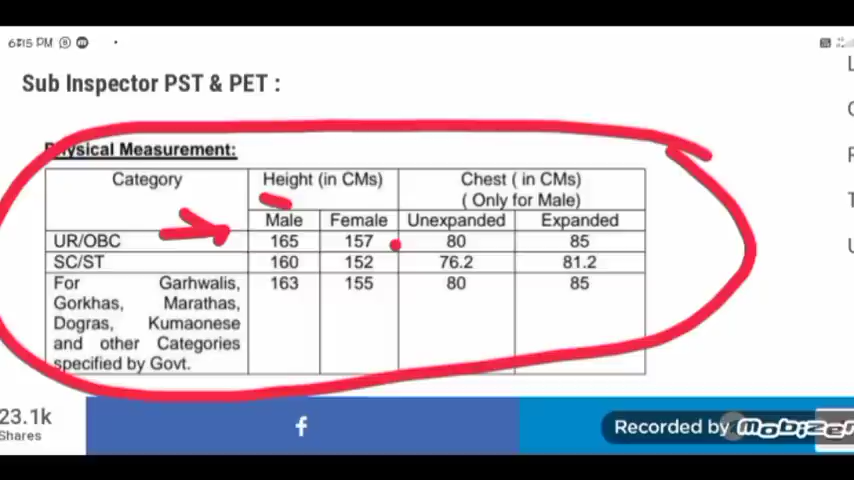 6:15 PM
Sub Inspector PST & PET :
Physical Measurement:
Category Height (in CMs) Chest ( in CMs)
( Only for Male)
Male Female Unexpanded Expanded
UR/OBC 165 157 80 85
SC/ST 160 152 76.2 81.2
For Garhwalis, 163 155 80 85
Gorkhas, Marathas,
Dogras, Kumaonese
and other Categories
specified by Govt.
23.1k
Shares
f
Recorded by